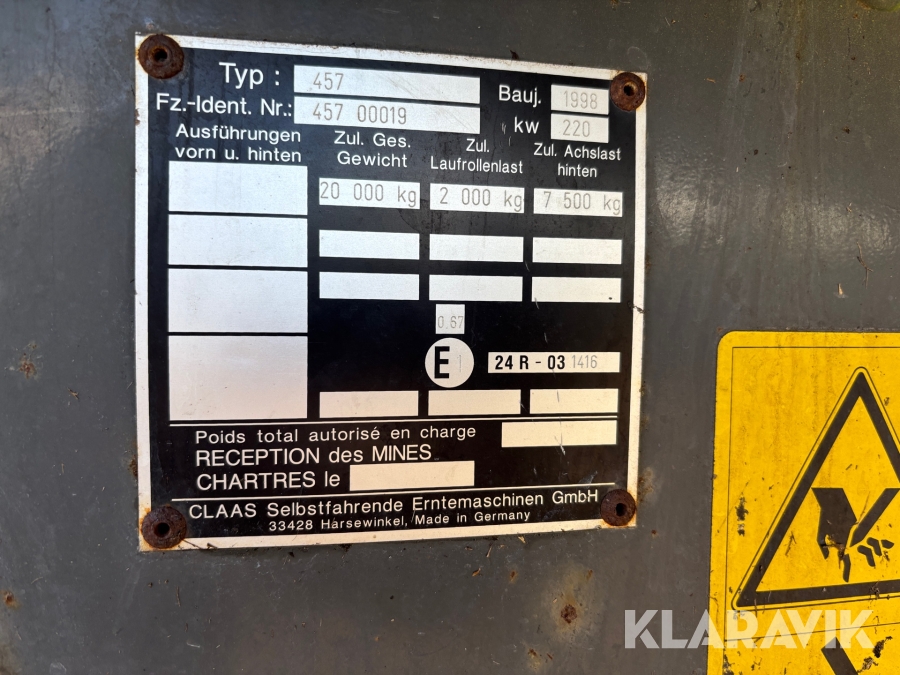 Typ : 457
Bauj. 1998
Fz.-Ident. Nr.: 457 00019
kw 220
Ausführungen vorn u. hinten
Zul. Ges. Gewicht
Zul. Laufrollenlast
Zul. Achslast hinten
20 000 kg 2 000 kg 7 500 kg
0.67
E 24 R - 03 1416
Poids total autorisé en charge
RECEPTION des MINES
CHARTRES le
CLAAS Selbstfahrende Erntemaschinen GmbH
33428 Harsewinkel, Made in Germany
KLARAVIK